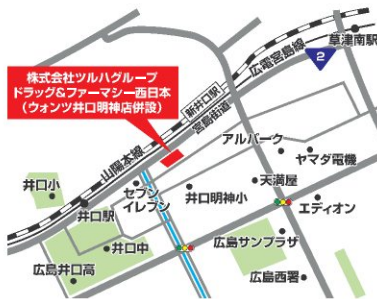 草津南駅
広電宮島線
2
株式会社ツルハグループ
ドラッグ&ファーマシー西日本
（ウォンツ井口明神店併設）
新井口駅
宮島街道
山陽本線
アルパーク
ヤマダ電機
井口小
セブン
イレブン
井口明神小
天満屋
井口駅
エディオン
井口中
広島サンプラザ
広島井口高
広島西署